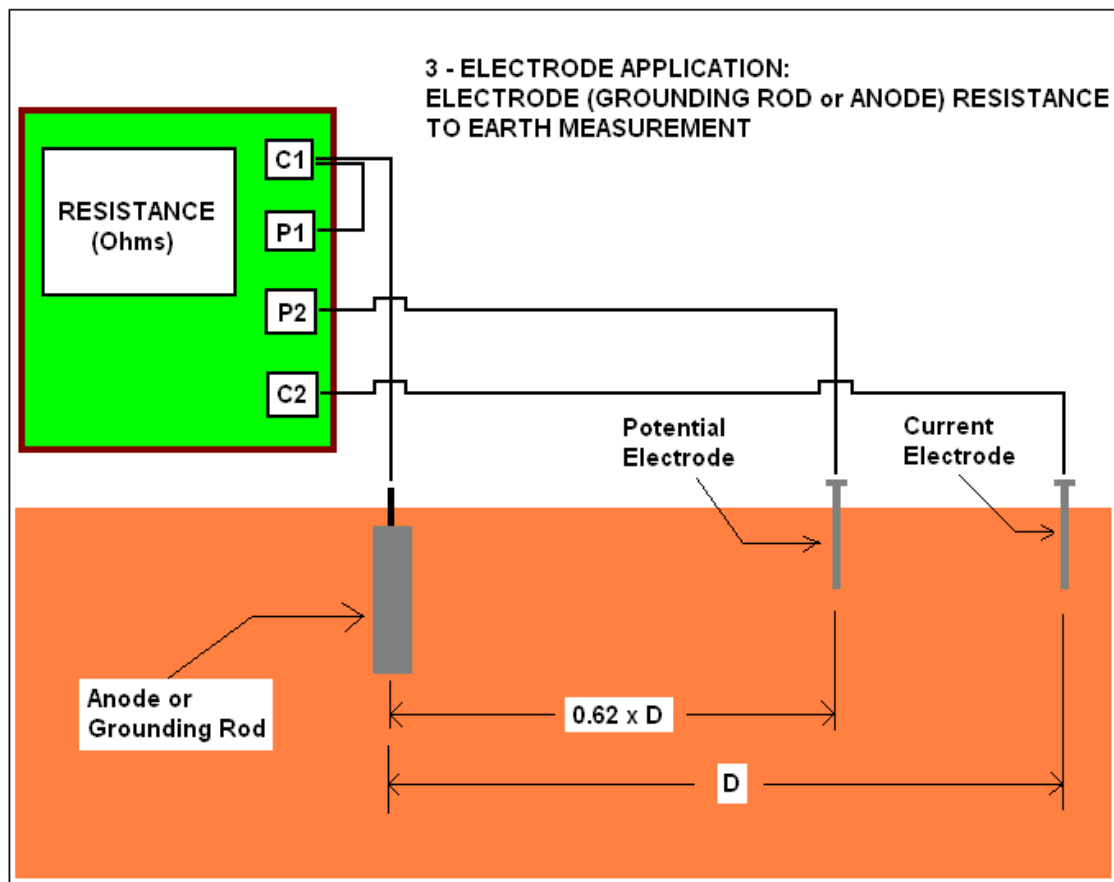 3 - ELECTRODE APPLICATION:
ELECTRODE (GROUNDING ROD or ANODE) RESISTANCE
TO EARTH MEASUREMENT
RESISTANCE
(Ohms)
C1
P1
P2
C2
Potential
Electrode
Current
Electrode
Anode or
Grounding Rod
0.62 x D
D